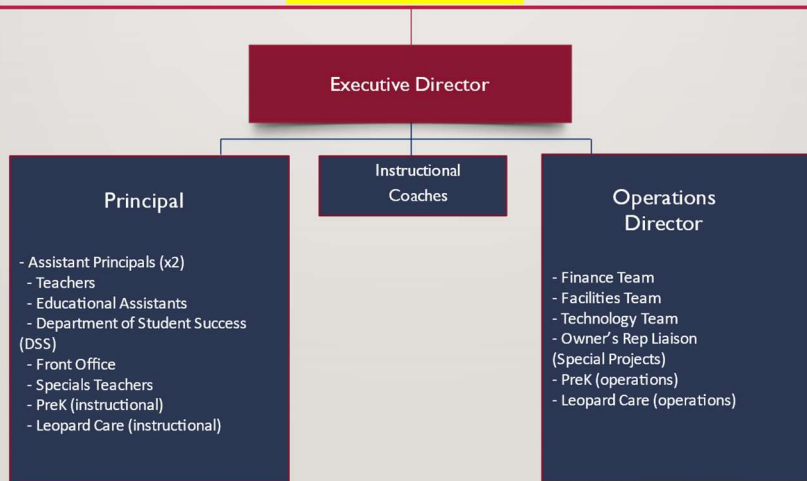 Executive Director
Principal
- Assistant Principals (x2)
- Teachers
- Educational Assistants
- Department of Student Success
(DSS)
- Front Office
- Specials Teachers
- PreK (instructional)
- Leopard Care (instructional)
Instructional
Coaches
Operations
Director
- Finance Team
- Facilities Team
- Technology Team
- Owner's Rep Liaison
(Special Projects)
- PreK (operations)
- Leopard Care (operations)